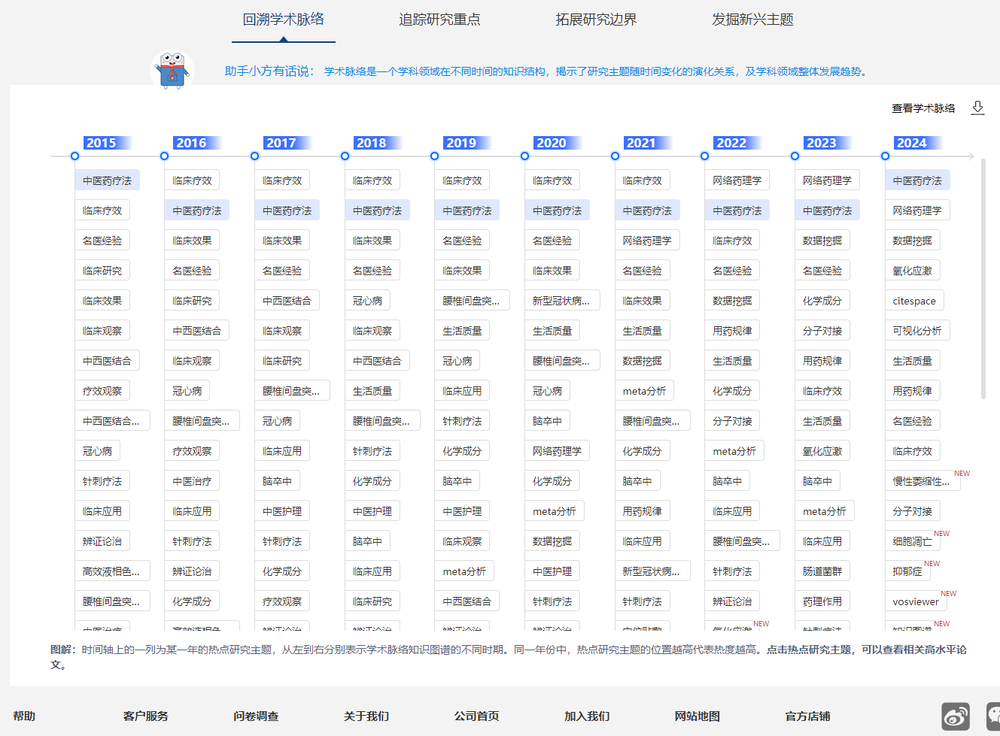 回溯学术脉络 追踪研究重点 拓展研究边界 发掘新兴主题
助手小方有话说： 学术脉络是一个学科领域在不同时间的知识结构，揭示了研究主题随时间变化的演化关系，及学科领域整体发展趋势。
查看学术脉络
2015 2016 2017 2018 2019 2020 2021 2022 2023 2024
中医药疗法 临床疗效 临床疗效 临床疗效 临床疗效 临床疗效 临床疗效 网络药理学 网络药理学 中医药疗法
临床疗效 中医药疗法 中医药疗法 中医药疗法 中医药疗法 中医药疗法 中医药疗法 中医药疗法 中医药疗法 网络药理学
名医经验 临床效果 临床效果 临床效果 名医经验 名医经验 网络药理学 临床疗效 数据挖掘 数据挖掘
临床研究 名医经验 名医经验 名医经验 临床效果 临床效果 名医经验 名医经验 名医经验 氧化应激
临床效果 临床研究 中西医结合 冠心病 腰椎间盘突... 新型冠状病... 临床效果 数据挖掘 化学成分 citespace
临床观察 中西医结合 临床观察 临床观察 生活质量 生活质量 生活质量 用药规律 分子对接 可视化分析
中西医结合 临床观察 临床研究 中西医结合 冠心病 腰椎间盘突... 数据挖掘 生活质量 用药规律 生活质量
疗效观察 冠心病 腰椎间盘突... 生活质量 临床应用 冠心病 meta分析 化学成分 临床疗效 用药规律
中西医结合... 腰椎间盘突... 冠心病 腰椎间盘突... 针刺疗法 脑卒中 腰椎间盘突... 分子对接 生活质量 名医经验
冠心病 疗效观察 临床应用 针刺疗法 化学成分 网络药理学 化学成分 meta分析 氧化应激 临床疗效
针刺疗法 中医治疗 脑卒中 化学成分 脑卒中 化学成分 脑卒中 脑卒中 脑卒中 慢性萎缩性... NEW
临床应用 临床应用 中医护理 中医护理 中医护理 meta分析 用药规律 临床应用 meta分析 分子对接
辨证论治 针刺疗法 针刺疗法 脑卒中 临床观察 数据挖掘 临床应用 腰椎间盘突... 临床应用 细胞凋亡 NEW
高效液相色... 辨证论治 化学成分 临床应用 meta分析 中医护理 新型冠状病... 针刺疗法 肠道菌群 抑郁症 NEW
腰椎间盘突... 化学成分 疗效观察 临床研究 中西医结合 针刺疗法 针刺疗法 辨证论治 药理作用 vosviewer NEW
中医治疗 高效液相色... 辨证论治 辨证论治 辨证论治 辨证论治 穴位贴敷 氧化应激 NEW 针刺疗法 知识图谱 NEW
图解：时间轴上的一列为某一年的热点研究主题，从左到右分别表示学术脉络知识图谱的不同时期。同一年份中，热点研究主题的位置越高代表热度越高。点击热点研究主题，可以查看相关高水平论
文。
帮助 客户服务 问卷调查 关于我们 公司首页 加入我们 网站地图 官方店铺